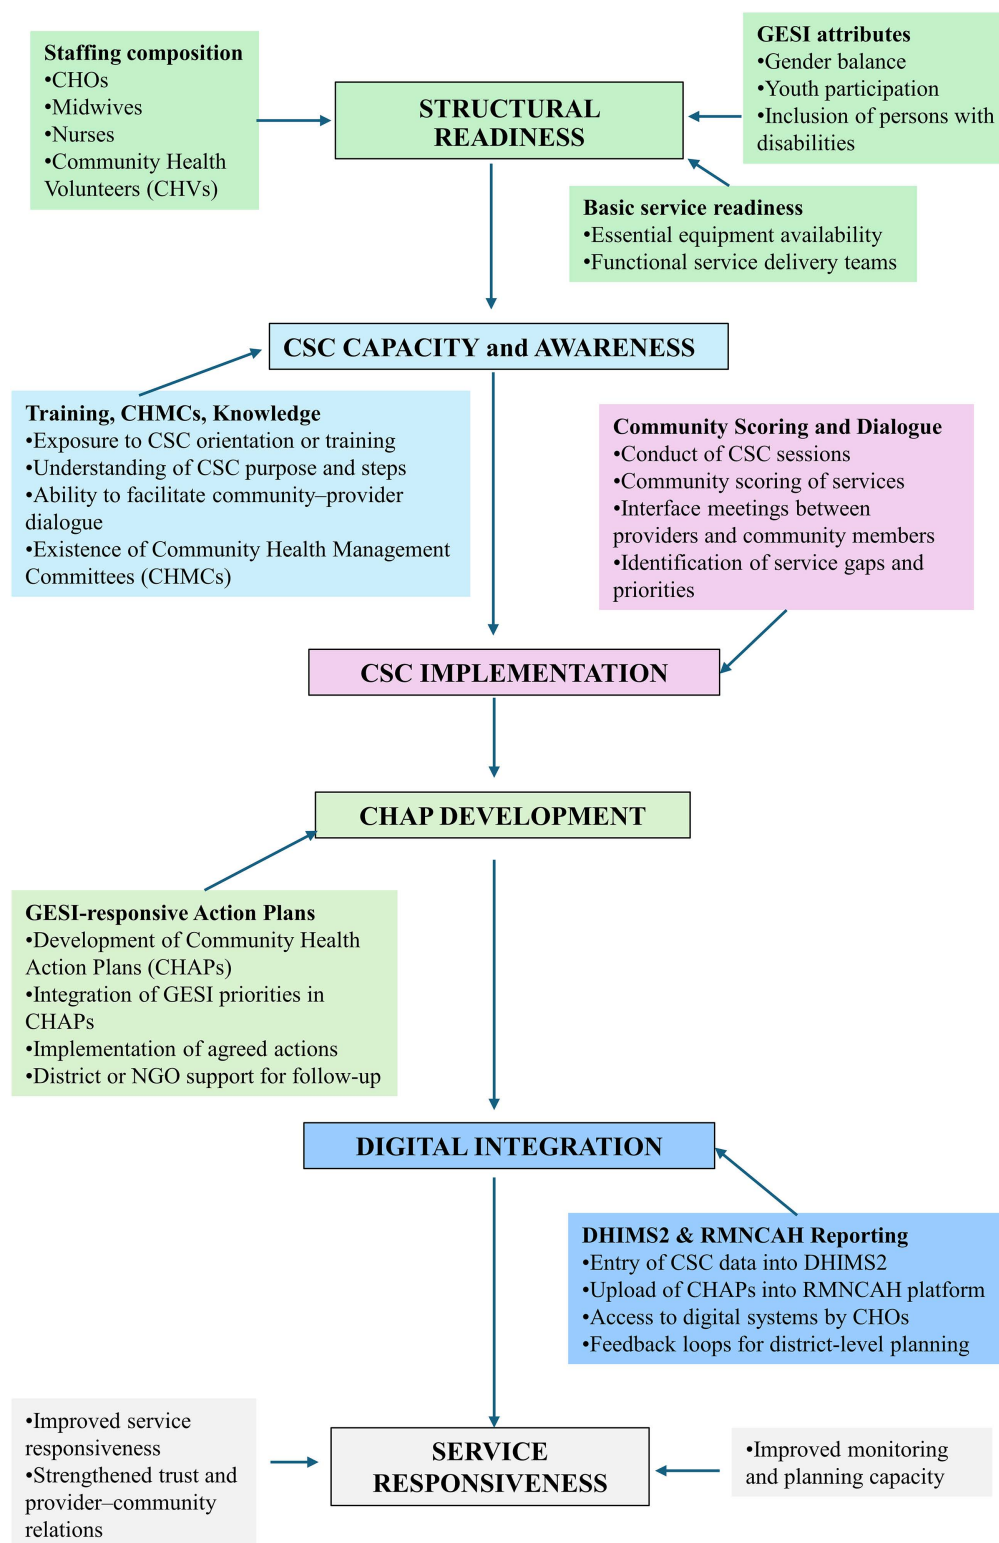 Staffing composition
•CHOs
•Midwives
•Nurses
•Community Health
Volunteers (CHVs)
STRUCTURAL
READINESS
GESI attributes
•Gender balance
•Youth participation
•Inclusion of persons with
disabilities
Basic service readiness
•Essential equipment availability
•Functional service delivery teams
CSC CAPACITY and AWARENESS
Training, CHMCs, Knowledge
•Exposure to CSC orientation or training
•Understanding of CSC purpose and steps
•Ability to facilitate community–provider
dialogue
•Existence of Community Health Management
Committees (CHMCs)
Community Scoring and Dialogue
•Conduct of CSC sessions
•Community scoring of services
•Interface meetings between
providers and community members
•Identification of service gaps and
priorities
CSC IMPLEMENTATION
CHAP DEVELOPMENT
GESI-responsive Action Plans
•Development of Community Health
Action Plans (CHAPs)
•Integration of GESI priorities in
CHAPs
•Implementation of agreed actions
•District or NGO support for follow-up
DIGITAL INTEGRATION
DHIMS2 & RMNCAH Reporting
•Entry of CSC data into DHIMS2
•Upload of CHAPs into RMNCAH platform
•Access to digital systems by CHOs
•Feedback loops for district-level planning
•Improved service
responsiveness
•Strengthened trust and
provider–community
relations
SERVICE
RESPONSIVENESS
•Improved monitoring
and planning capacity